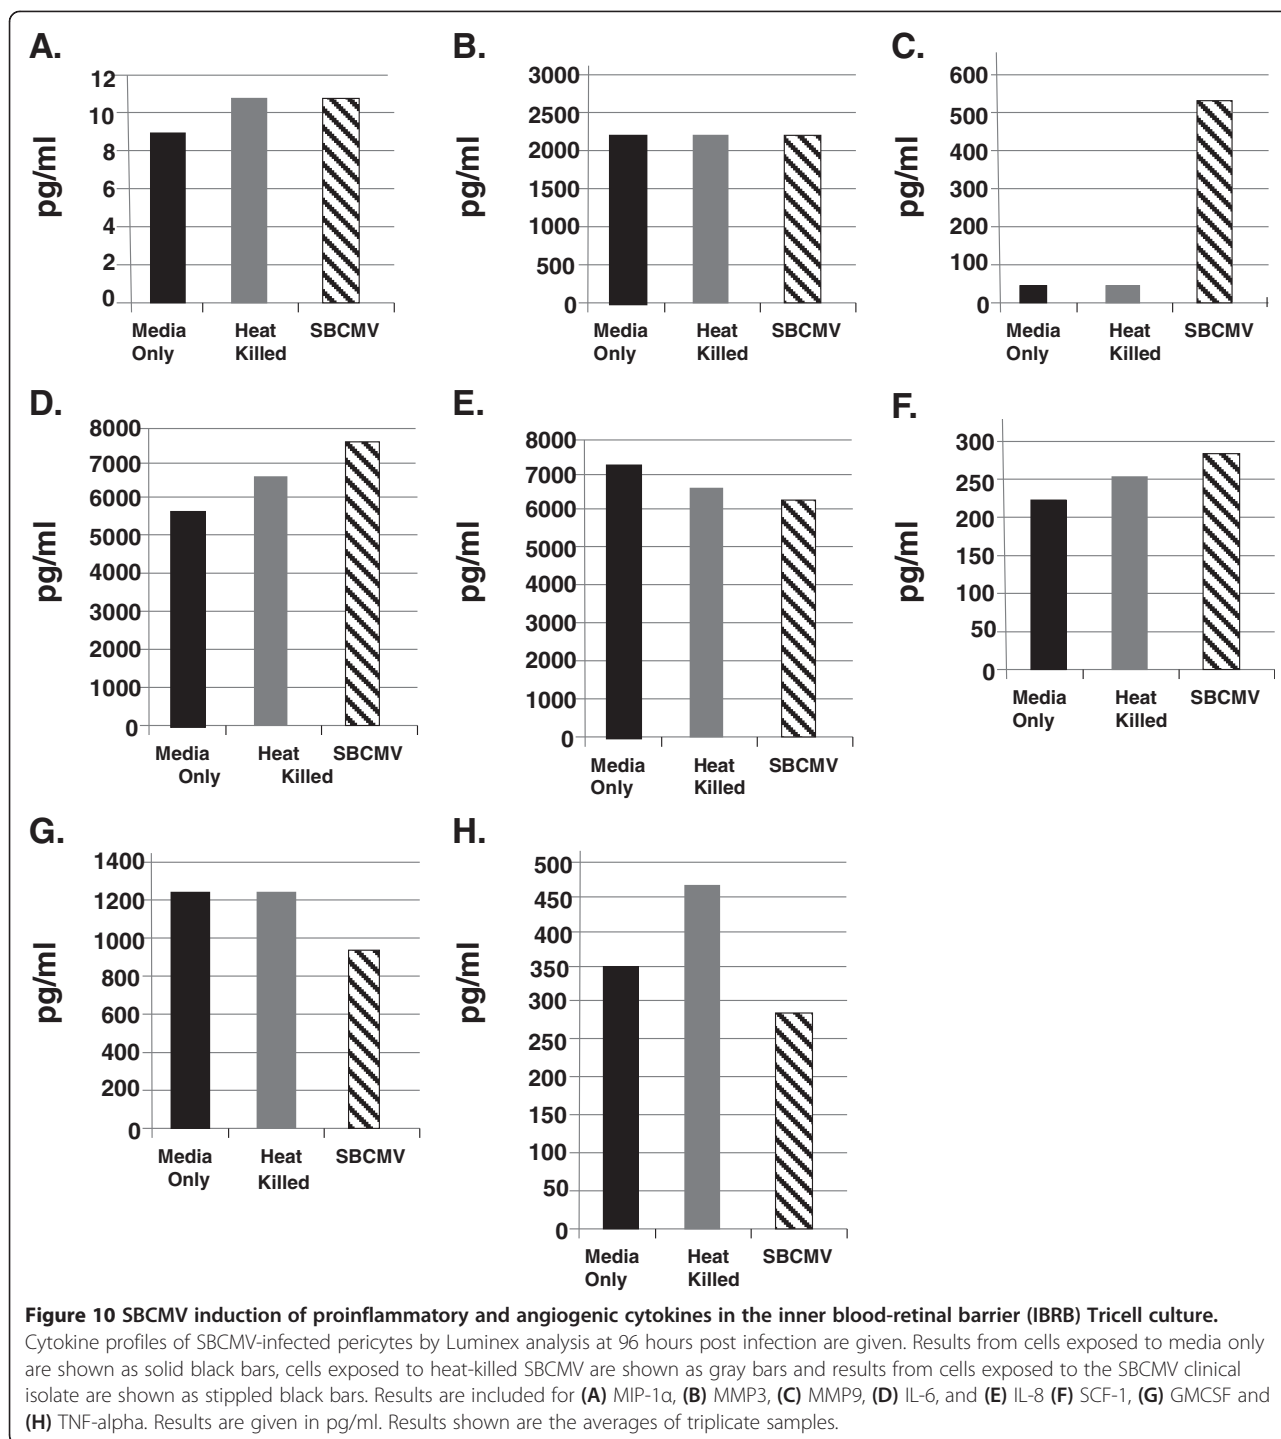 A.
12
10
8
6
4
2
0
pg/ml
Media Only
Heat Killed
SBCMV
B.
3000
2500
2000
1500
1000
500
0
pg/ml
Media Only
Heat Killed
SBCMV
C.
600
500
400
300
200
100
0
pg/ml
Media Only
Heat Killed
SBCMV
D.
8000
7000
6000
5000
4000
3000
2000
1000
0
pg/ml
Media Only
Heat Killed
SBCMV
E.
8000
7000
6000
5000
4000
3000
2000
1000
0
pg/ml
Media Only
Heat Killed
SBCMV
F.
300
250
200
150
100
50
0
pg/ml
Media Only
Heat Killed
SBCMV
G.
1400
1200
1000
800
600
400
200
0
pg/ml
Media Only
Heat Killed
SBCMV
H.
500
450
400
350
300
250
200
150
100
50
0
pg/ml
Media Only
Heat Killed
SBCMV
Figure 10 SBCMV induction of proinflammatory and angiogenic cytokines in the inner blood-retinal barrier (IBRB) Tricell culture.
Cytokine profiles of SBCMV-infected pericytes by Luminex analysis at 96 hours post infection are given. Results from cells exposed to media only
are shown as solid black bars, cells exposed to heat-killed SBCMV are shown as gray bars and results from cells exposed to the SBCMV clinical
isolate are shown as stippled black bars. Results are included for (A) MIP-1α, (B) MMP3, (C) MMP9, (D) IL-6, and (E) IL-8 (F) SCF-1, (G) GMCSF and
(H) TNF-alpha. Results are given in pg/ml. Results shown are the averages of triplicate samples.